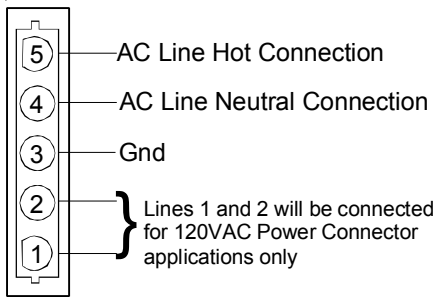 5 AC Line Hot Connection
4 AC Line Neutral Connection
3 Gnd
2
1
Lines 1 and 2 will be connected
for 120VAC Power Connector
applications only